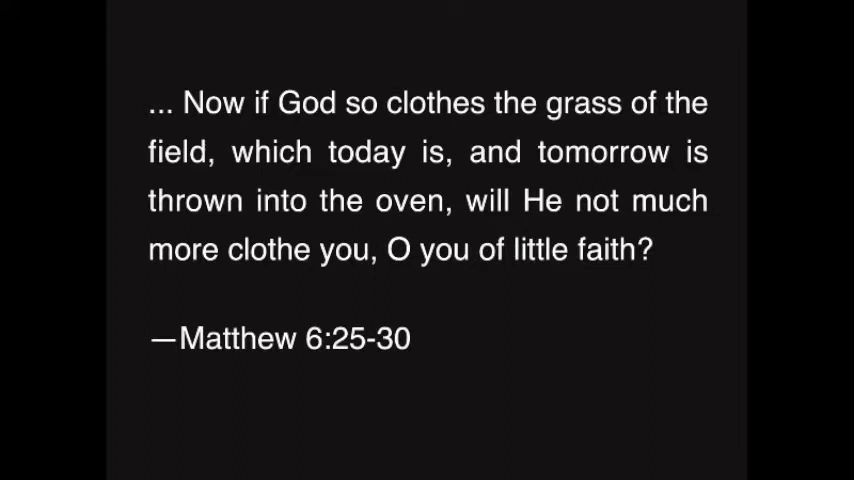 ... Now if God so clothes the grass of the
field, which today is, and tomorrow is
thrown into the oven, will He not much
more clothe you, O you of little faith?
—Matthew 6:25-30